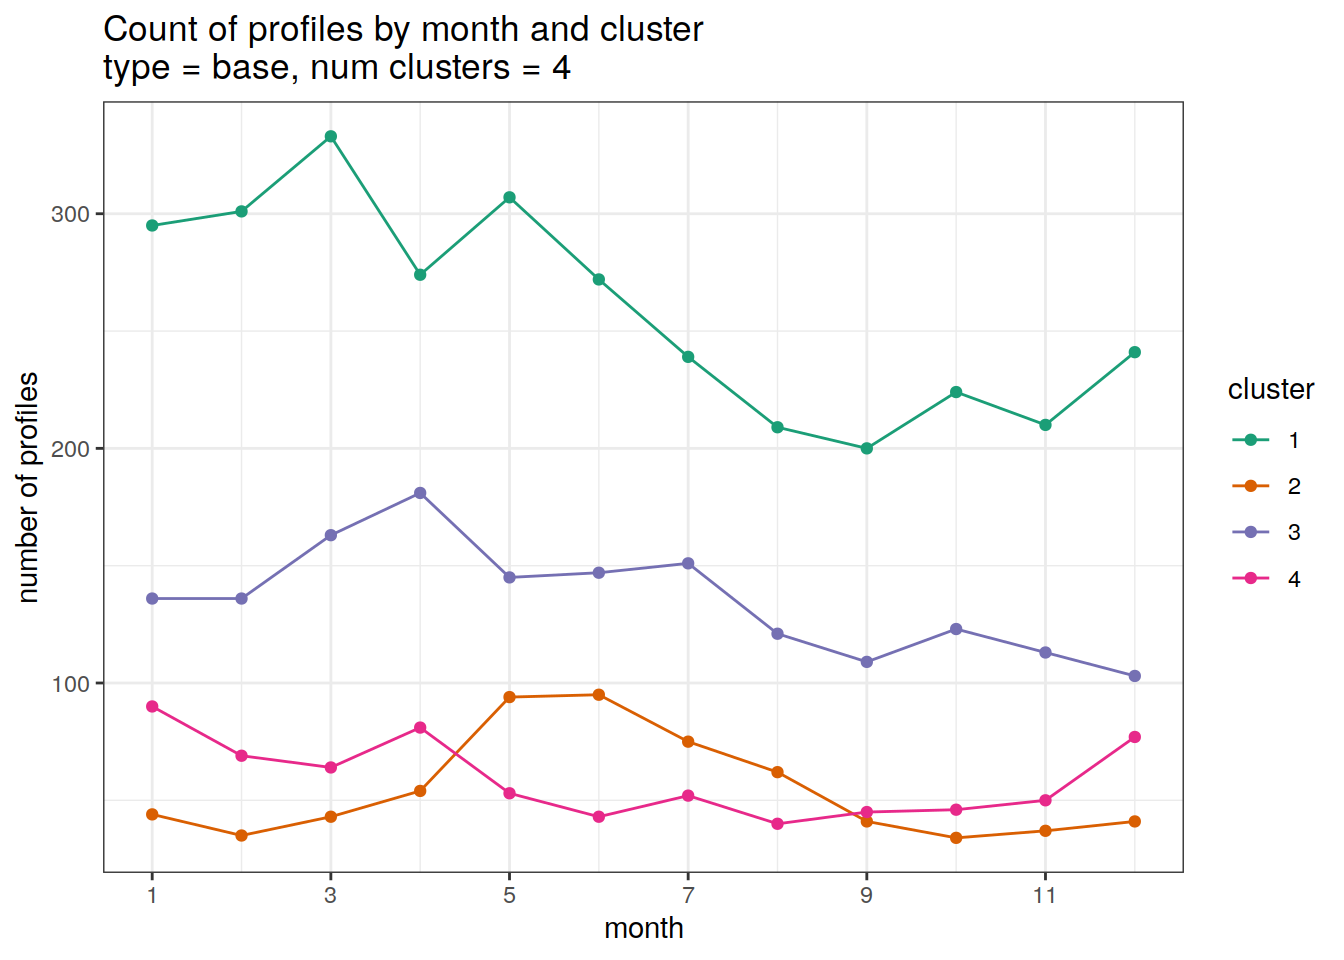 Count of profiles by month and cluster
type = base, num clusters = 4
number of profiles
300
200
100
1
3
5
7
9
11
month
cluster
1
2
3
4